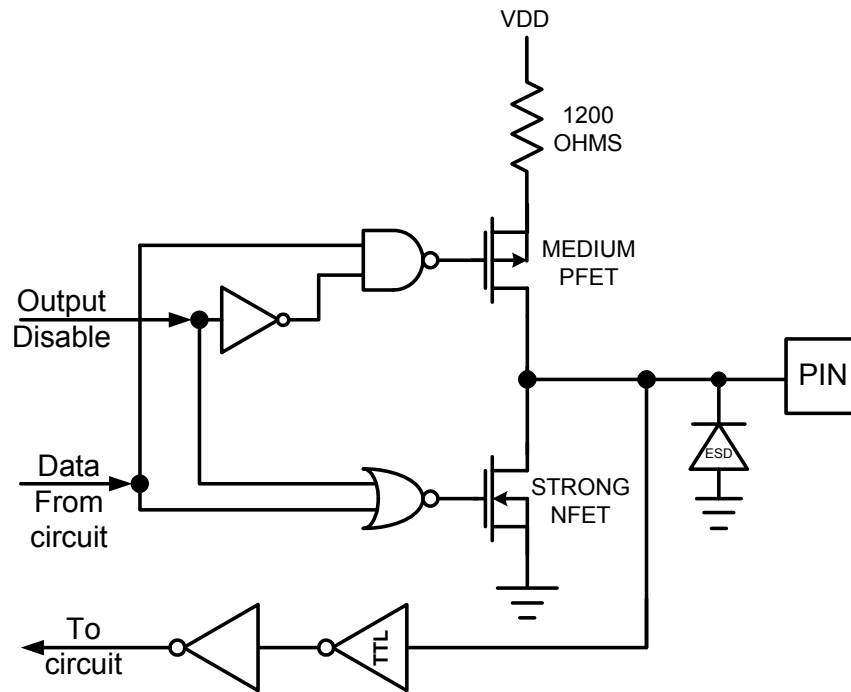 VDD
1200
OHMS
MEDIUM
PFET
Output
Disable
PIN
ESD
Data
From
circuit
STRONG
NFET
To
circuit
TTL